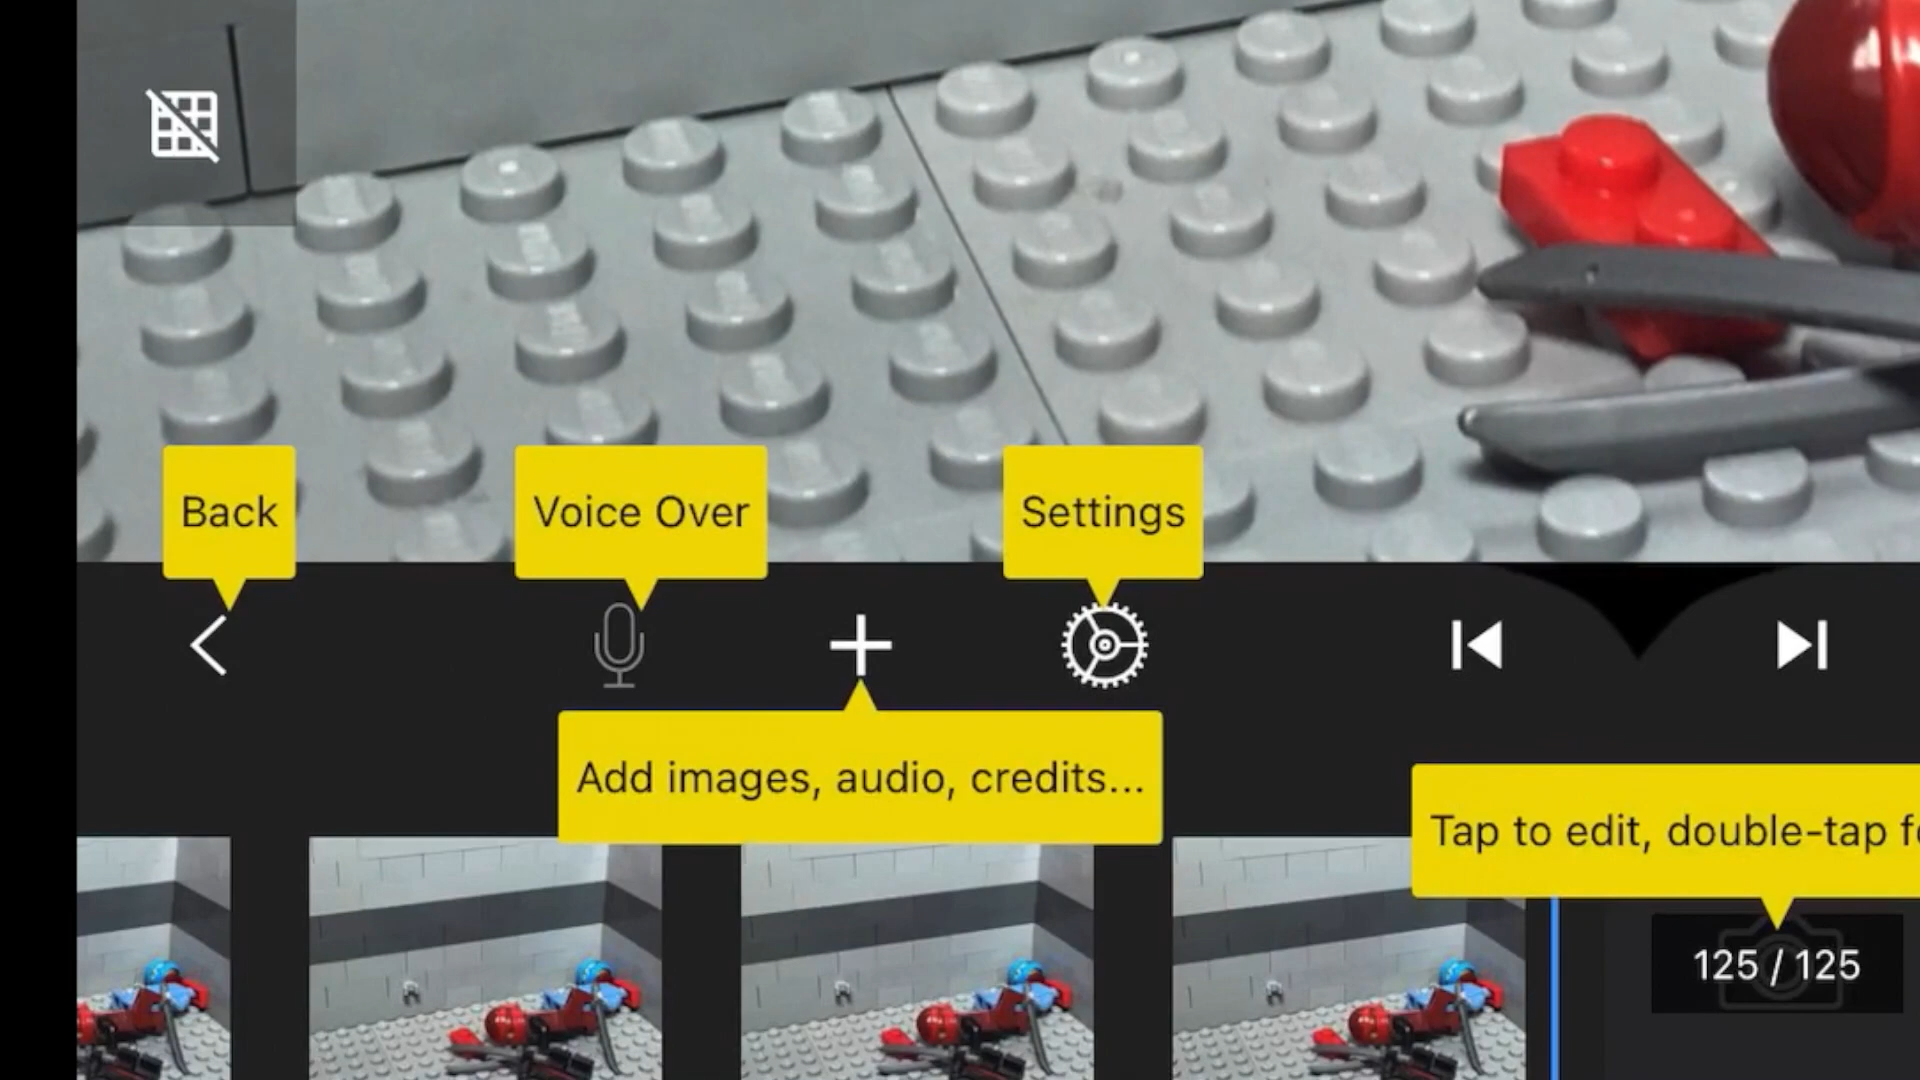 Back
Voice Over
Settings
Add images, audio, credits...
Tap to edit, double-tap
125 / 125